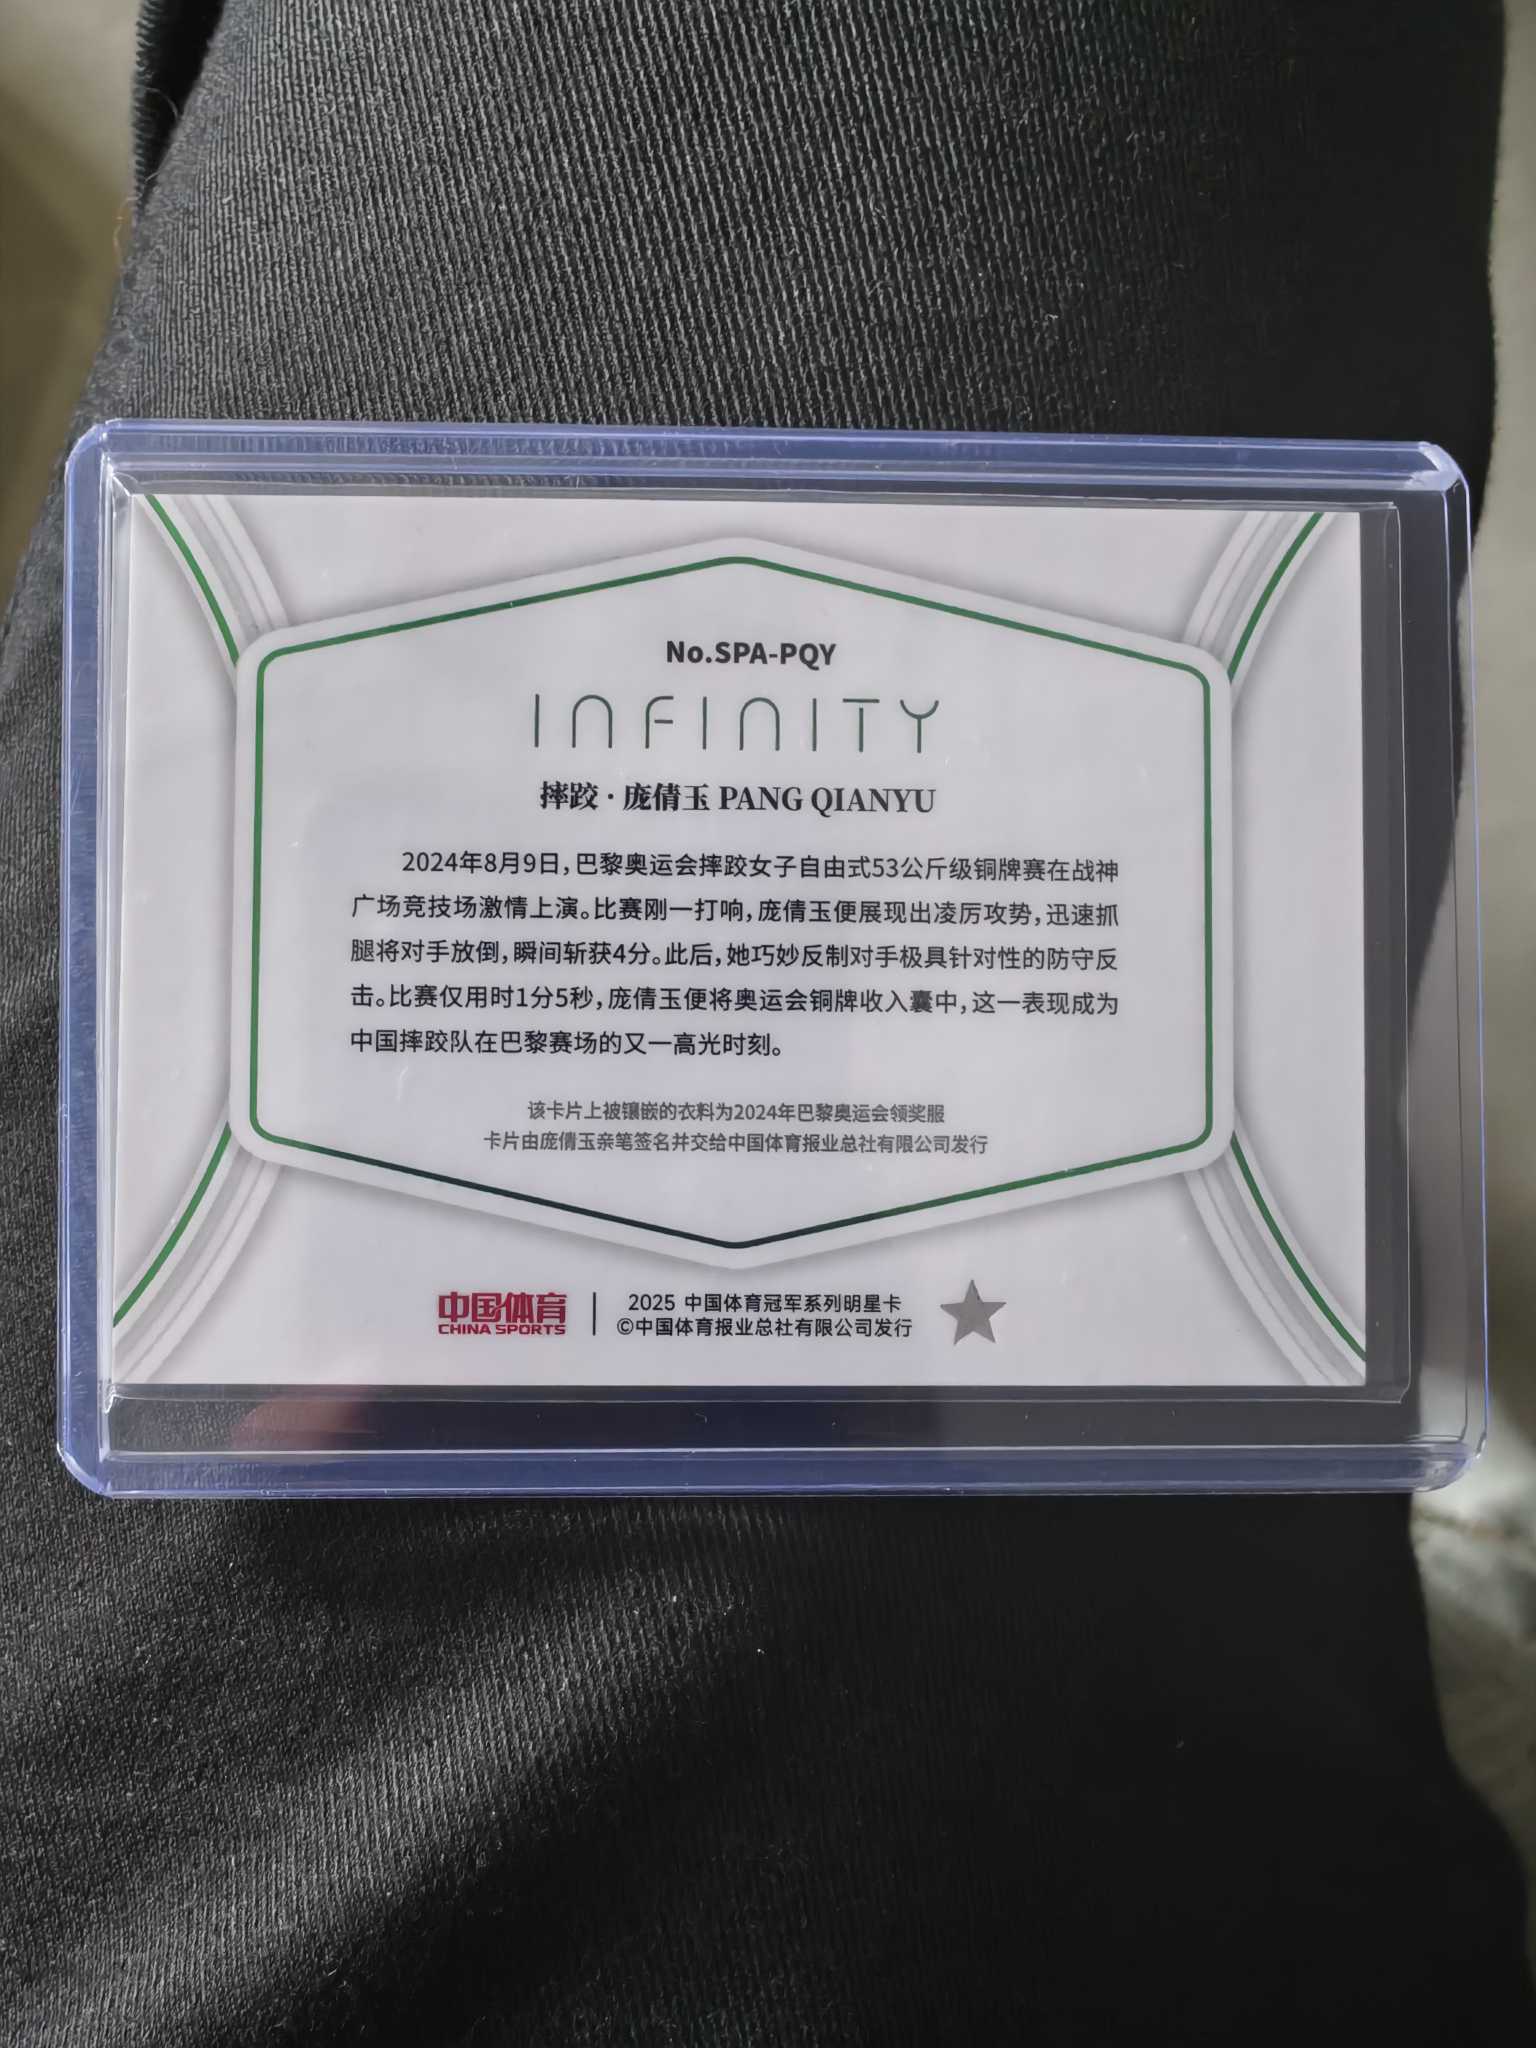 No.SPA-PQY
INFINITY
摔跤·庞倩玉 PANG QIANYU
2024年8月9日，巴黎奥运会摔跤女子自由式53公斤级铜牌赛在战神
广场竞技场激情上演。比赛刚一打响，庞倩玉便展现出凌厉攻势，迅速抓
腿将对手放倒，瞬间斩获4分。此后，她巧妙反制对手极具针对性的防守反
击。比赛仅用时1分5秒，庞倩玉便将奥运会铜牌收入囊中，这一表现成为
中国摔跤队在巴黎赛场的又一高光时刻。
该卡片上被镶嵌的衣料为2024年巴黎奥运会领奖服
卡片由庞倩玉亲笔签名并交给中国体育报业总社有限公司发行
中国体育
CHINA SPORTS
2025 中国体育冠军系列明星卡
©中国体育报业总社有限公司发行